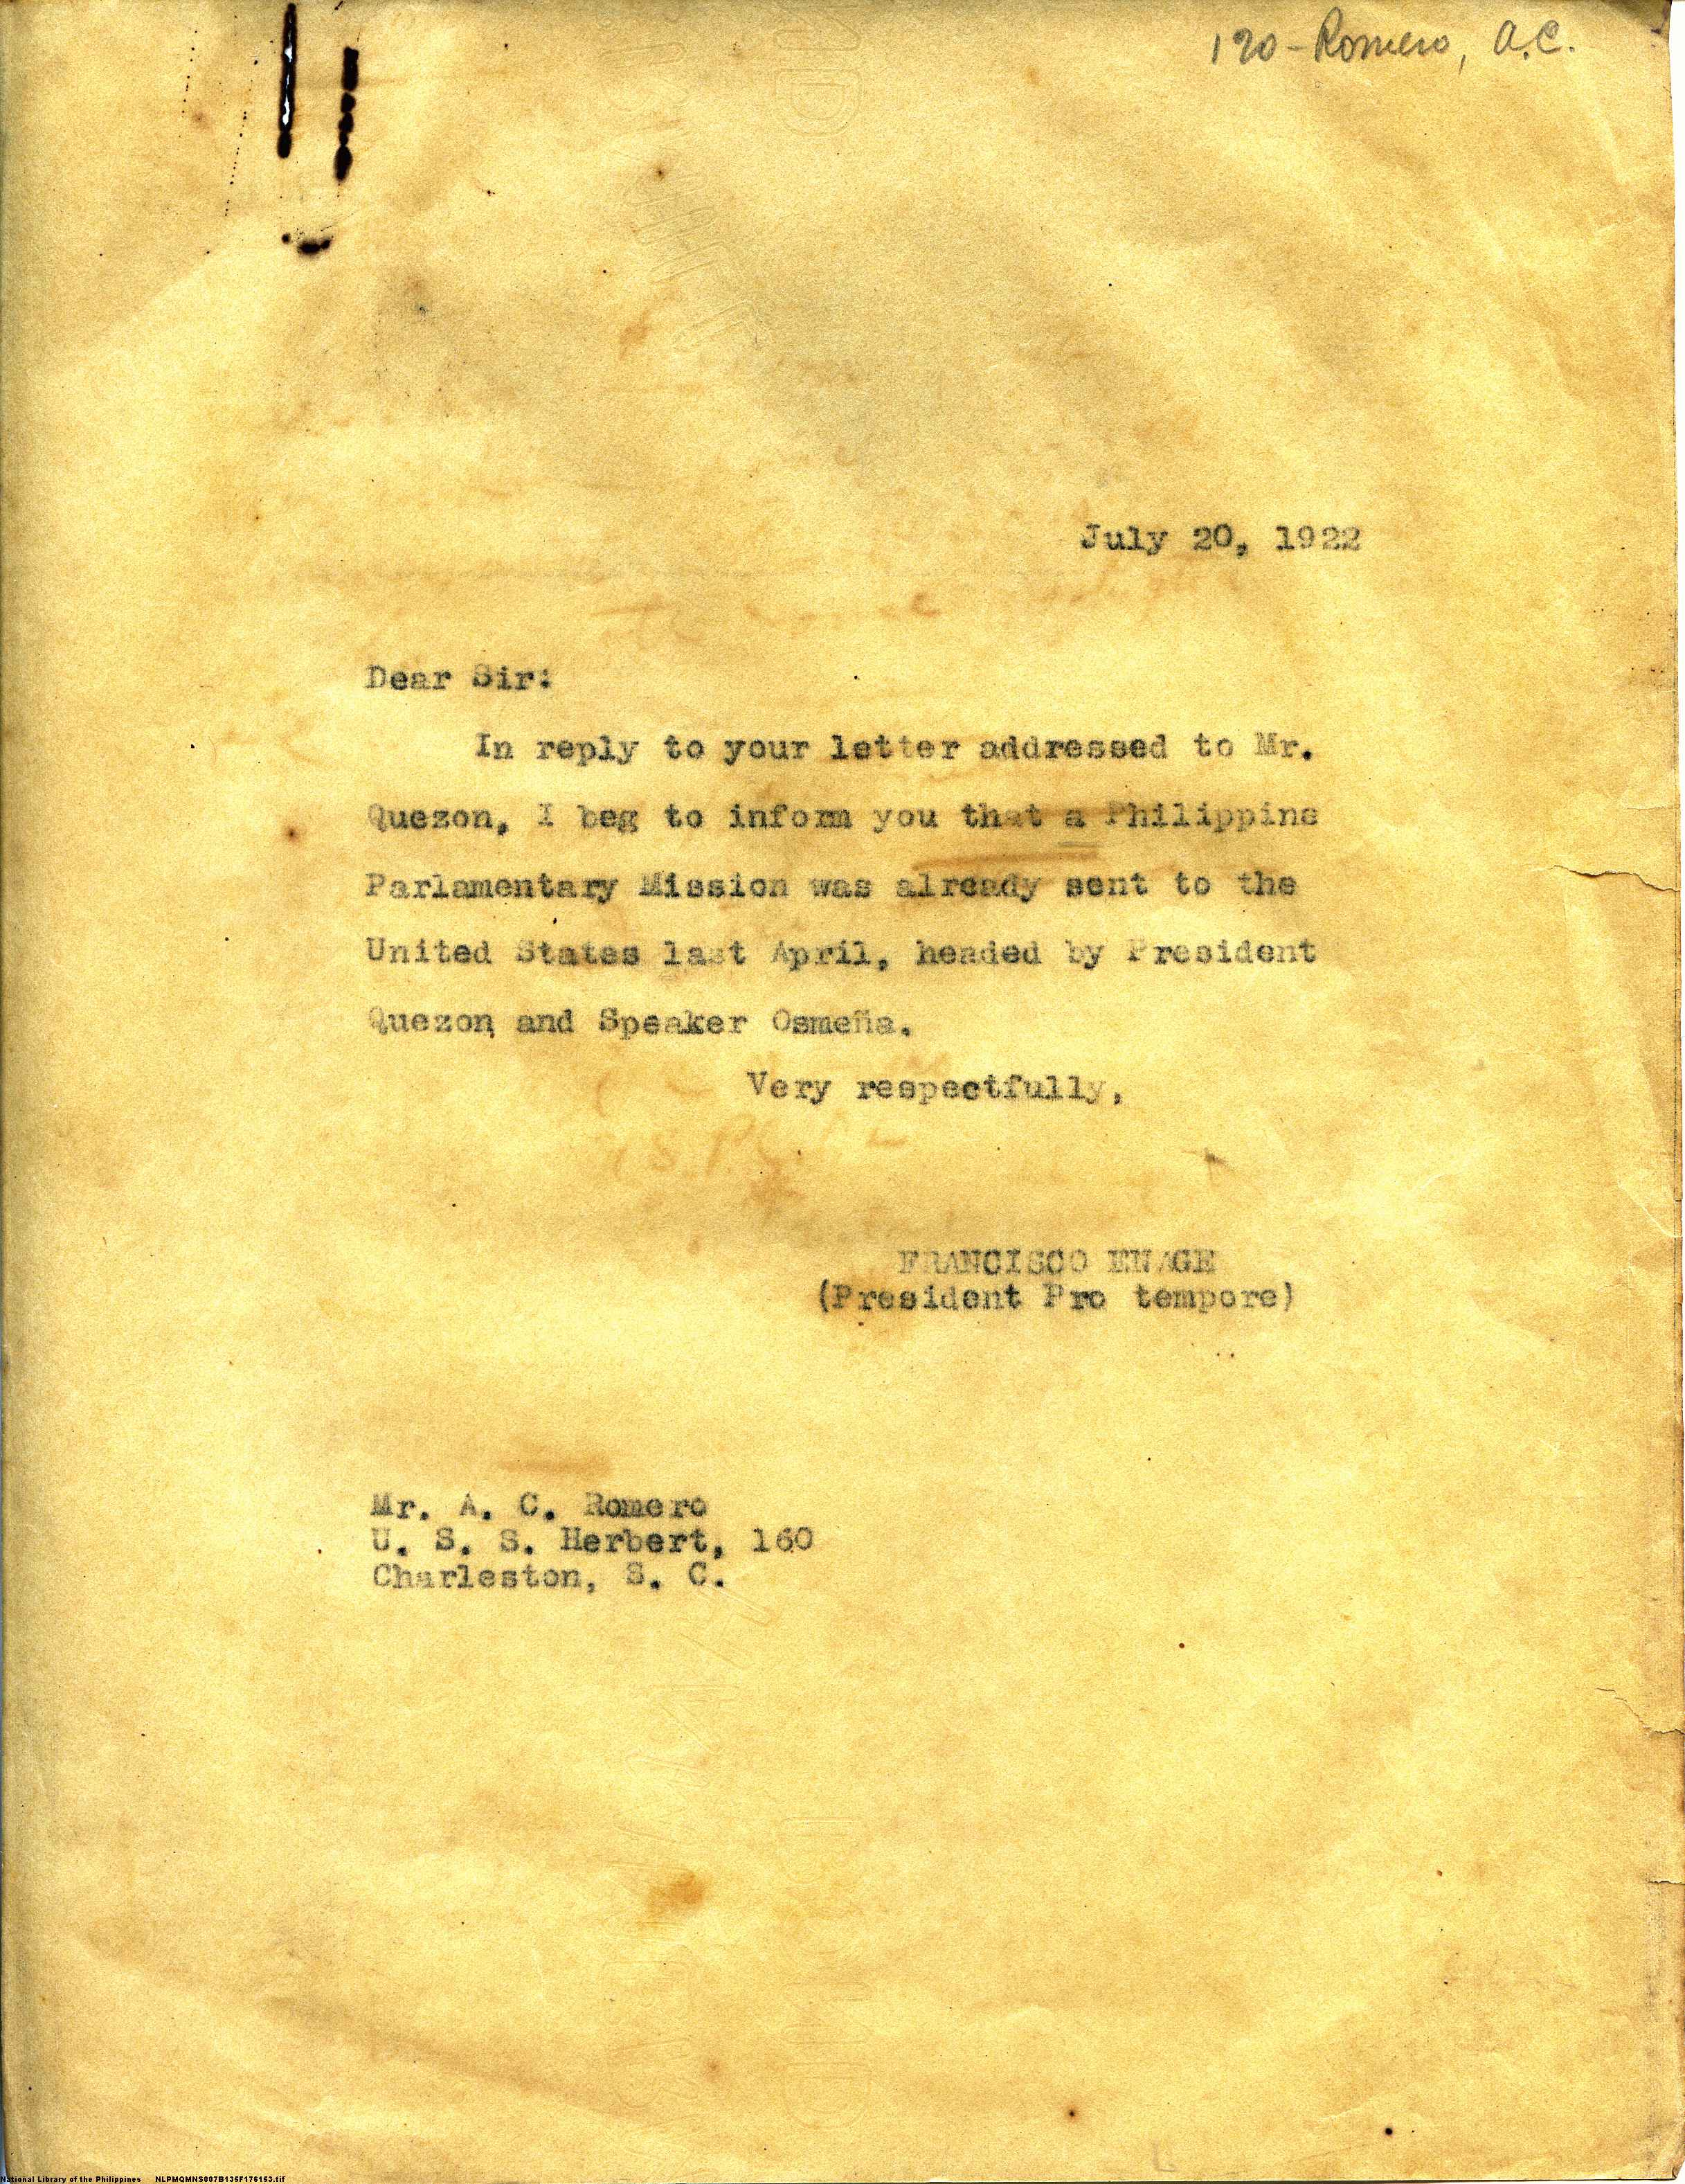 120-Romero, A.C.
July 20, 1922
Dear Sir:
In reply to your letter addressed to Mr.
Quezon, I beg to inform you that a Philippine
Parlamentary Mission was already sent to the
United States last April, headed by President
Quezon and Speaker Osmeña.
Very respectfully,
FRANCISCO ENAGE
(President Pro tempore)
Mr. A. C. Romero
U. S. S. Herbert, 160
Charleston, S. C.
National Library of the Philippines NLPMQMNS007B135F176153.tif